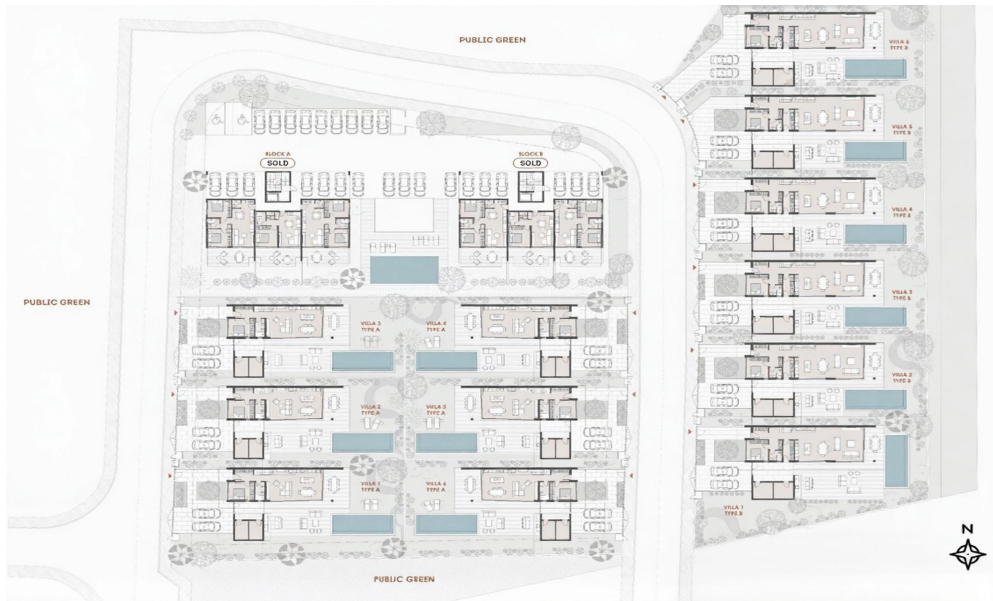 PUBLIC GREEN
VILLA 6
TYPE B
VILLA 5
TYPE B
BLOCK A
SOLD
BLOCK B
SOLD
VILLA 4
TYPE B
PUBLIC GREEN
VILLA 3
TYPE B
VILLA 3
TYPE A
VILLA 4
TYPE A
VILLA 2
TYPE B
VILLA 2
TYPE A
VILLA 5
TYPE A
VILLA 1
TYPE A
VILLA 6
TYPE A
VILLA 1
TYPE B
N
PUBLIC GREEN